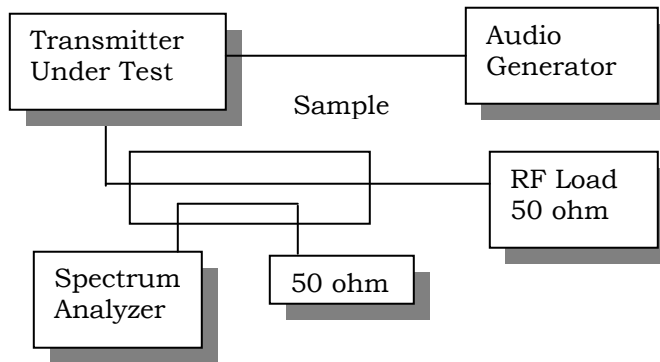 Transmitter
Under Test
Audio
Generator
Sample
RF Load
50 ohm
Spectrum
Analyzer
50 ohm